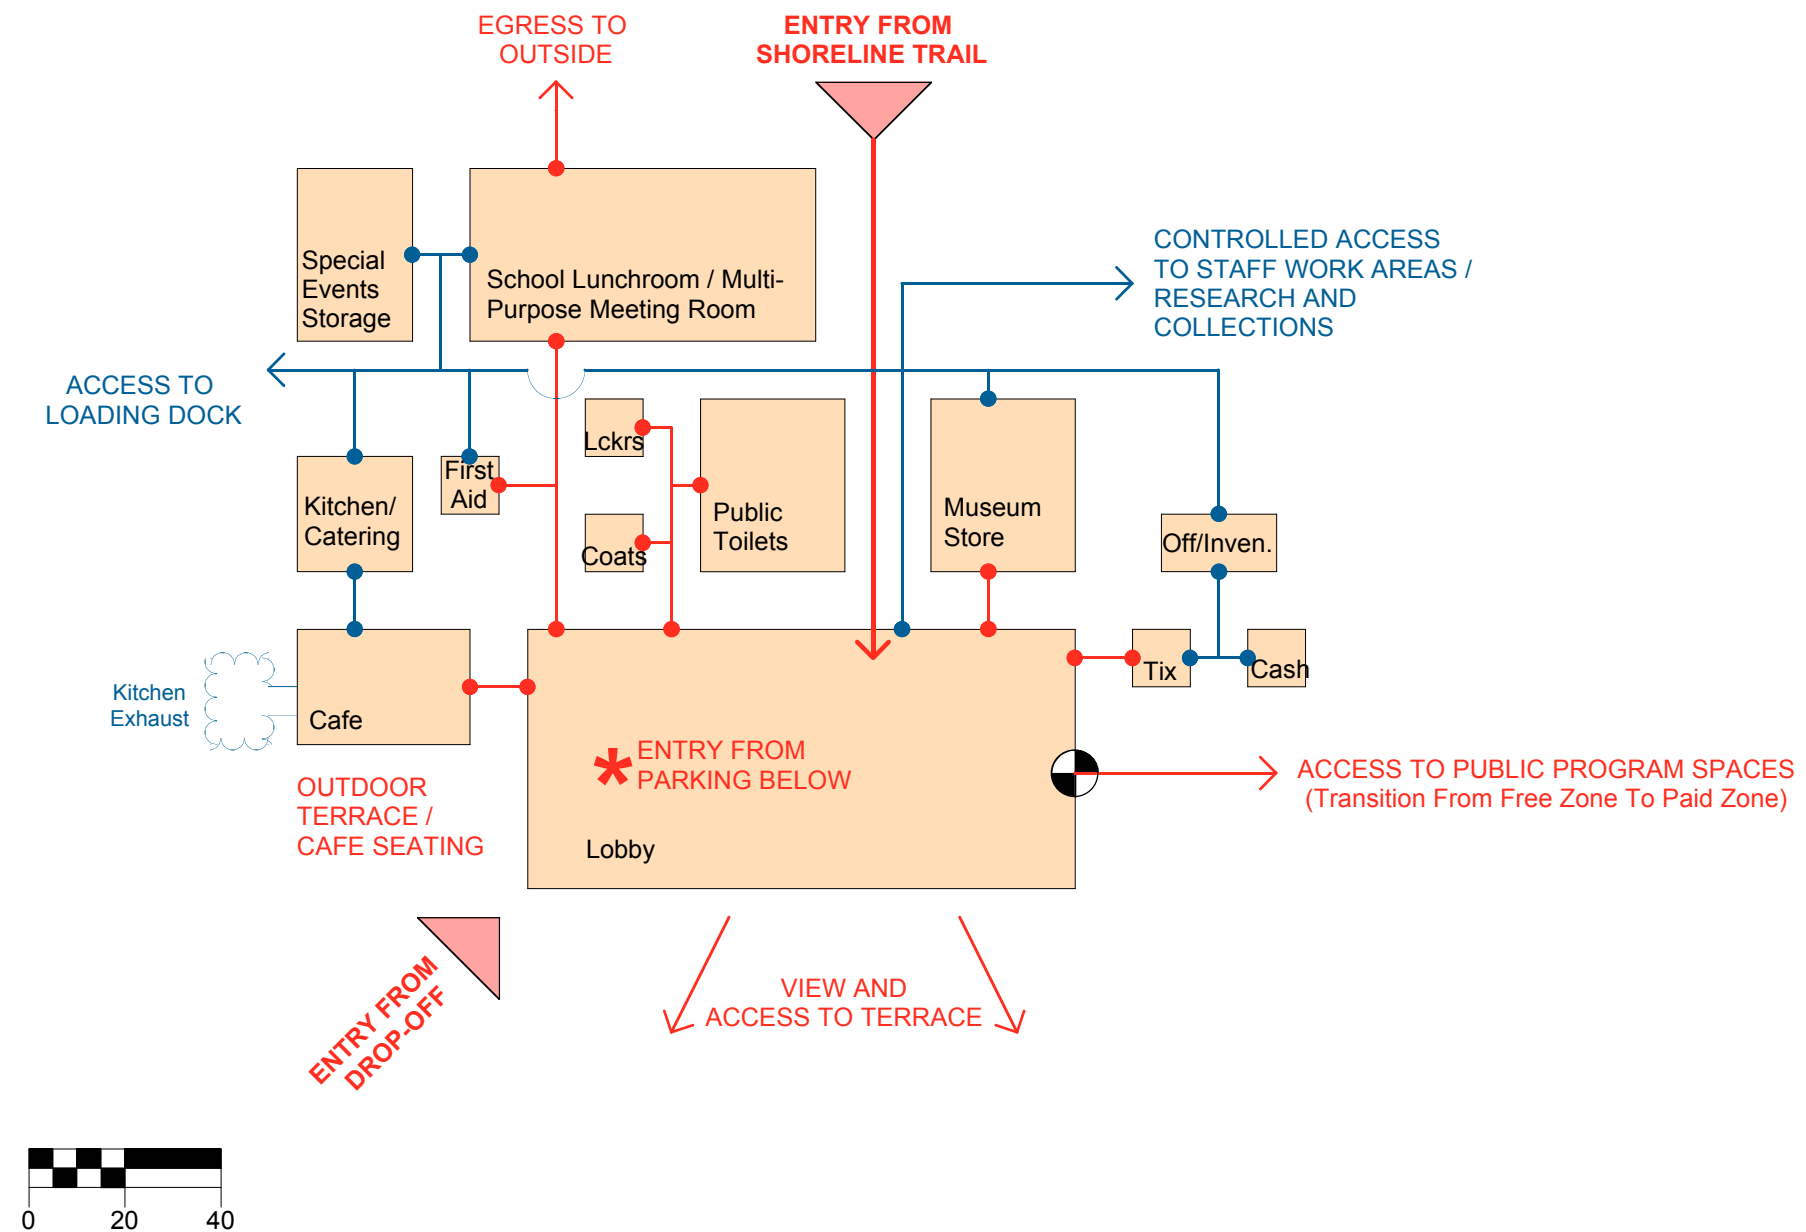 EGRESS TO
OUTSIDE
ENTRY FROM
SHORELINE TRAIL
Special
Events
Storage
School Lunchroom / Multi-
Purpose Meeting Room
CONTROLLED ACCESS
TO STAFF WORK AREAS /
RESEARCH AND
COLLECTIONS
ACCESS TO
LOADING DOCK
Lckrs
First
Aid
Kitchen/
Catering
Coats
Public
Toilets
Museum
Store
Off/Inven.
Tix
Cash
Kitchen
Exhaust
Cafe
ENTRY FROM
PARKING BELOW
Lobby
ACCESS TO PUBLIC PROGRAM SPACES
(Transition From Free Zone To Paid Zone)
OUTDOOR
TERRACE /
CAFE SEATING
ENTRY FROM
DROP-OFF
VIEW AND
ACCESS TO TERRACE
0 20 40